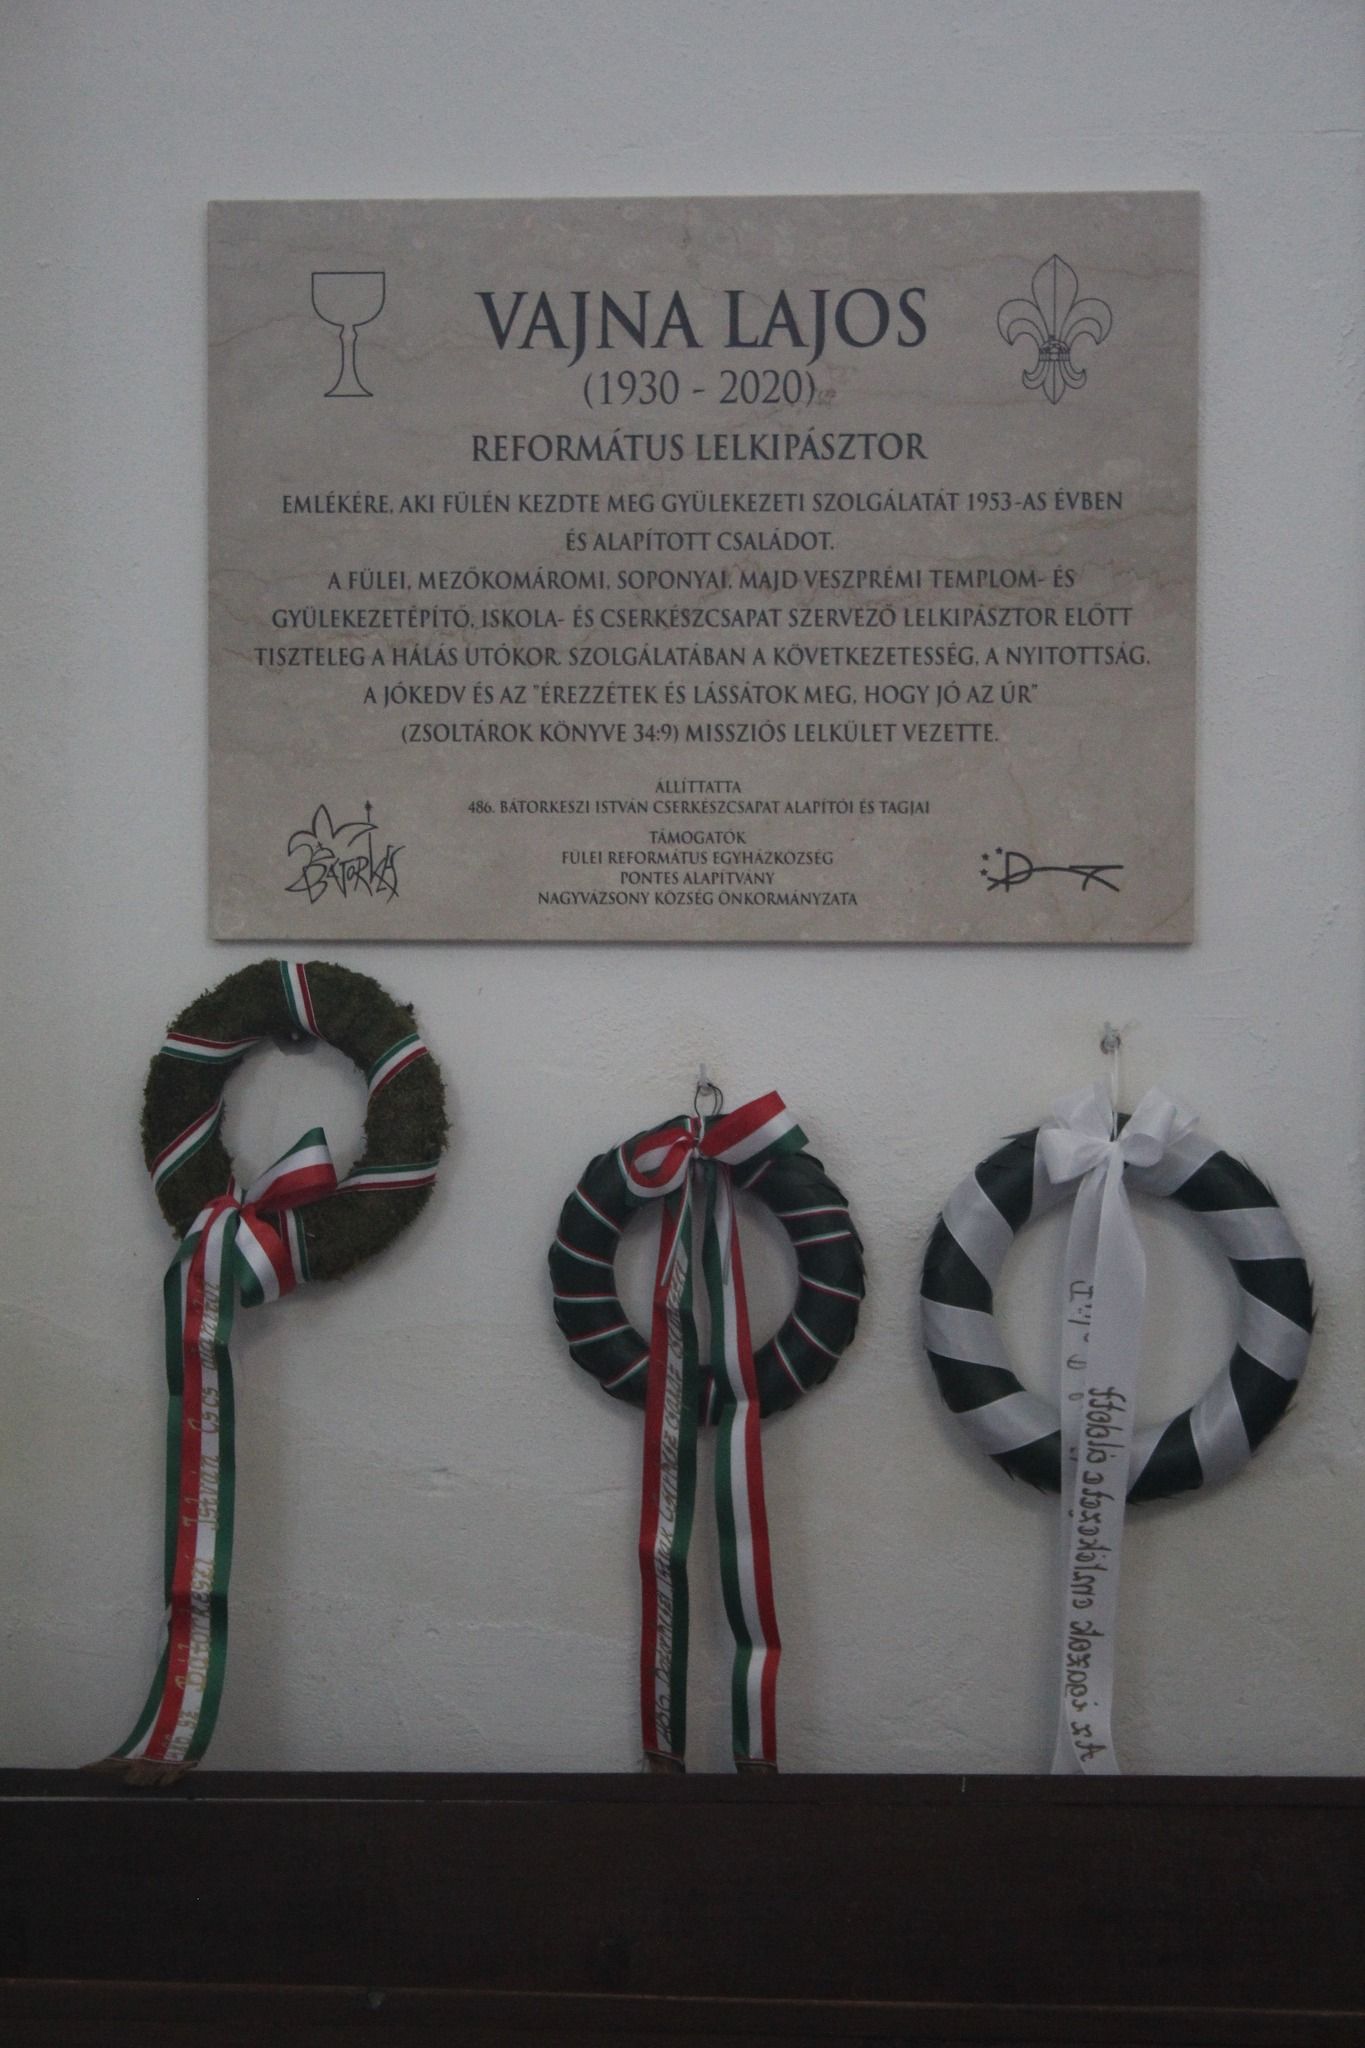 VAJNA LAJOS
(1930 - 2020)
REFORMÁTUS LELKIPÁSZTOR
EMLÉKÉRE, AKI FÜLÉN KEZDTE MEG GYÜLEKEZETI SZOLGÁLATÁT 1953-AS ÉVBEN
ÉS ALAPÍTOTT CSALÁDOT.
A FÜLEI, MEZŐKOMÁROMI, SOPONYAI, MAJD VESZPRÉMI TEMPLOM- ÉS
GYÜLEKEZETÉPÍTŐ, ISKOLA- ÉS CSERKÉSZCSAPAT SZERVEZŐ LELKIPÁSZTOR ELŐTT
TISZTELEG A HÁLÁS UTÓKOR. SZOLGÁLATÁBAN A KÖVETKEZETESSÉG, A NYITOTTSÁG,
A JÓKEDV ÉS AZ "ÉREZZÉTEK ÉS LÁSSÁTOK MEG, HOGY JÓ AZ ÚR"
(ZSOLTÁROK KÖNYVE 34:9) MISSZIÓS LELKÜLET VEZETTE.
ÁLLÍTTATTA
486. BÁTORKESZI ISTVÁN CSERKÉSZCSAPAT ALAPÍTÓI ÉS TAGJAI
TÁMOGATÓK
FÜLEI REFORMÁTUS EGYHÁZKÖZSÉG
PONTES ALAPÍTVÁNY
NAGYVÁZSONY KÖZSÉG ÖNKORMÁNYZATA
BÁTORKESZI
Bátorkeszi István Cscs